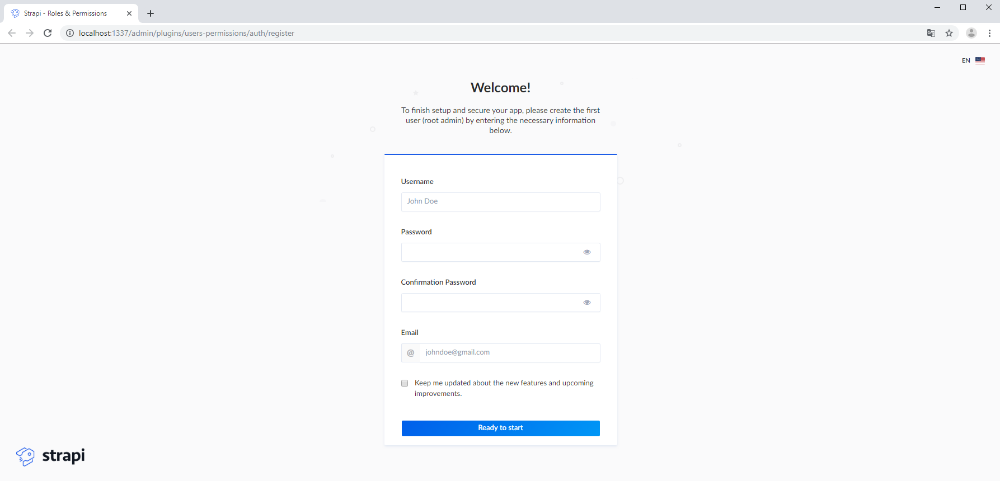 Strapi - Roles & Permissions
localhost:1337/admin/plugins/users-permissions/auth/register
EN
Welcome!
To finish setup and secure your app, please create the first
user (root admin) by entering the necessary information
below.
Username
John Doe
Password
Confirmation Password
Email
@ johndoe@gmail.com
Keep me updated about the new features and upcoming
improvements.
Ready to start
strapi